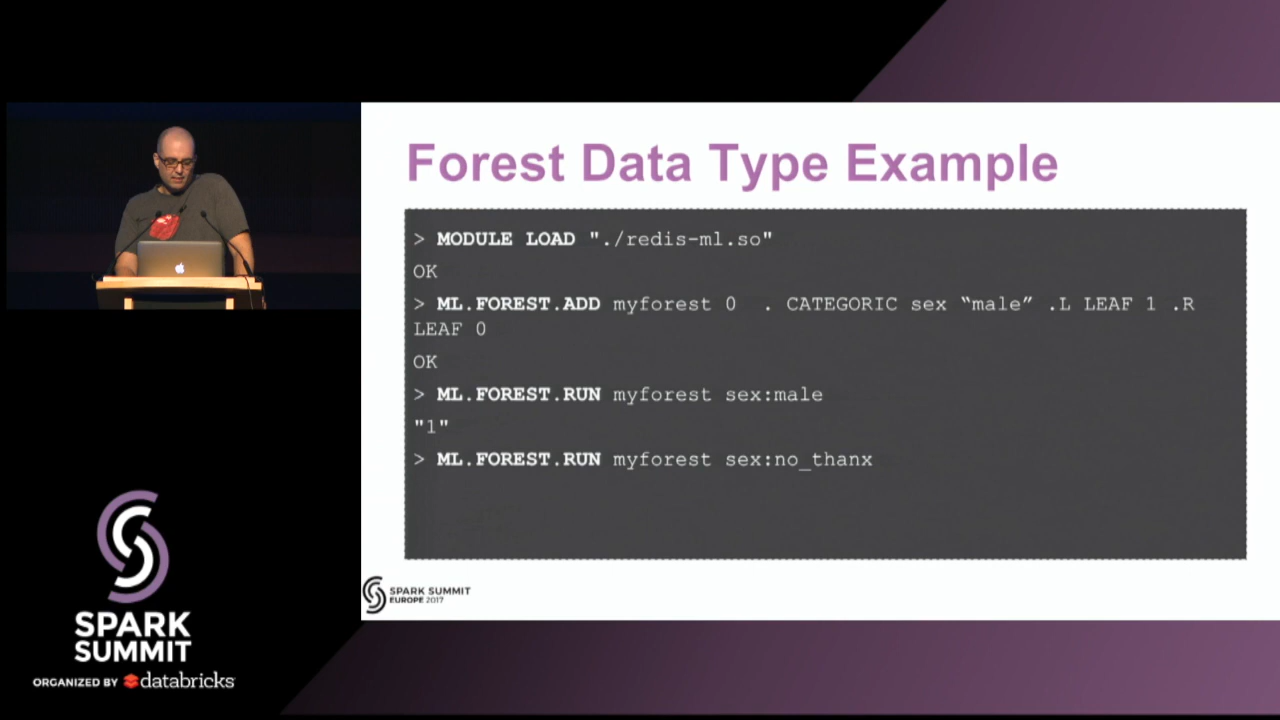 Forest Data Type Example
> MODULE LOAD "./redis-ml.so"
OK
> ML.FOREST.ADD myforest 0 . CATEGORIC sex “male” .L LEAF 1 .R
LEAF 0
OK
> ML.FOREST.RUN myforest sex:male
"1"
> ML.FOREST.RUN myforest sex:no_thanx
SPARK SUMMIT
EUROPE 2017
SPARK
SUMMIT
ORGANIZED BY databricks